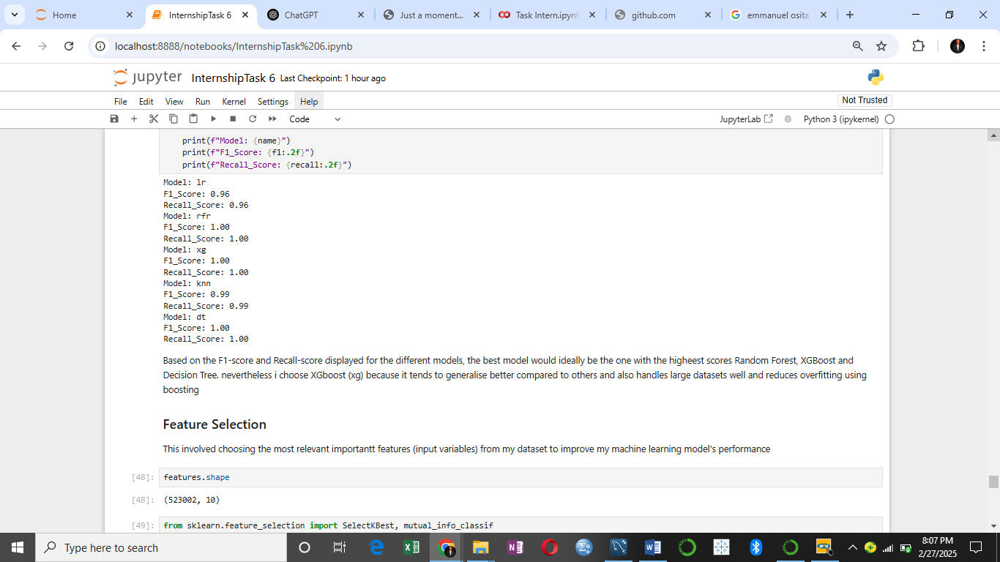 Home
InternshipTask 6
ChatGPT
Just a moment...
Task Intern.ipynb
github.com
emmanuel osita
localhost:8888/notebooks/InternshipTask%206.ipynb
jupyter InternshipTask 6 Last Checkpoint: 1 hour ago
File Edit View Run Kernel Settings Help
Not Trusted
Code
JupyterLab
Python 3 (ipykernel)
print(f"Model: {name}")
print(f"F1_Score: {f1:.2f}")
print(f"Recall_Score: {recall:.2f}")
Model: lr
F1_Score: 0.96
Recall_Score: 0.96
Model: rfr
F1_Score: 1.00
Recall_Score: 1.00
Model: xg
F1_Score: 1.00
Recall_Score: 1.00
Model: knn
F1_Score: 0.99
Recall_Score: 0.99
Model: dt
F1_Score: 1.00
Recall_Score: 1.00
Based on the F1-score and Recall-score displayed for the different models, the best model would ideally be the one with the higheest scores Random Forest, XGBoost and
Decision Tree. nevertheless i choose XGboost (xg) because it tends to generalise better compared to others and also handles large datasets well and reduces overfitting using
boosting
Feature Selection
This involved choosing the most relevant importantt features (input variables) from my dataset to improve my machine learning model's performance
[48]: features.shape
[48]: (523002, 10)
[49]: from sklearn.feature_selection import SelectKBest, mutual_info_classif
Type here to search
8:07 PM
2/27/2025